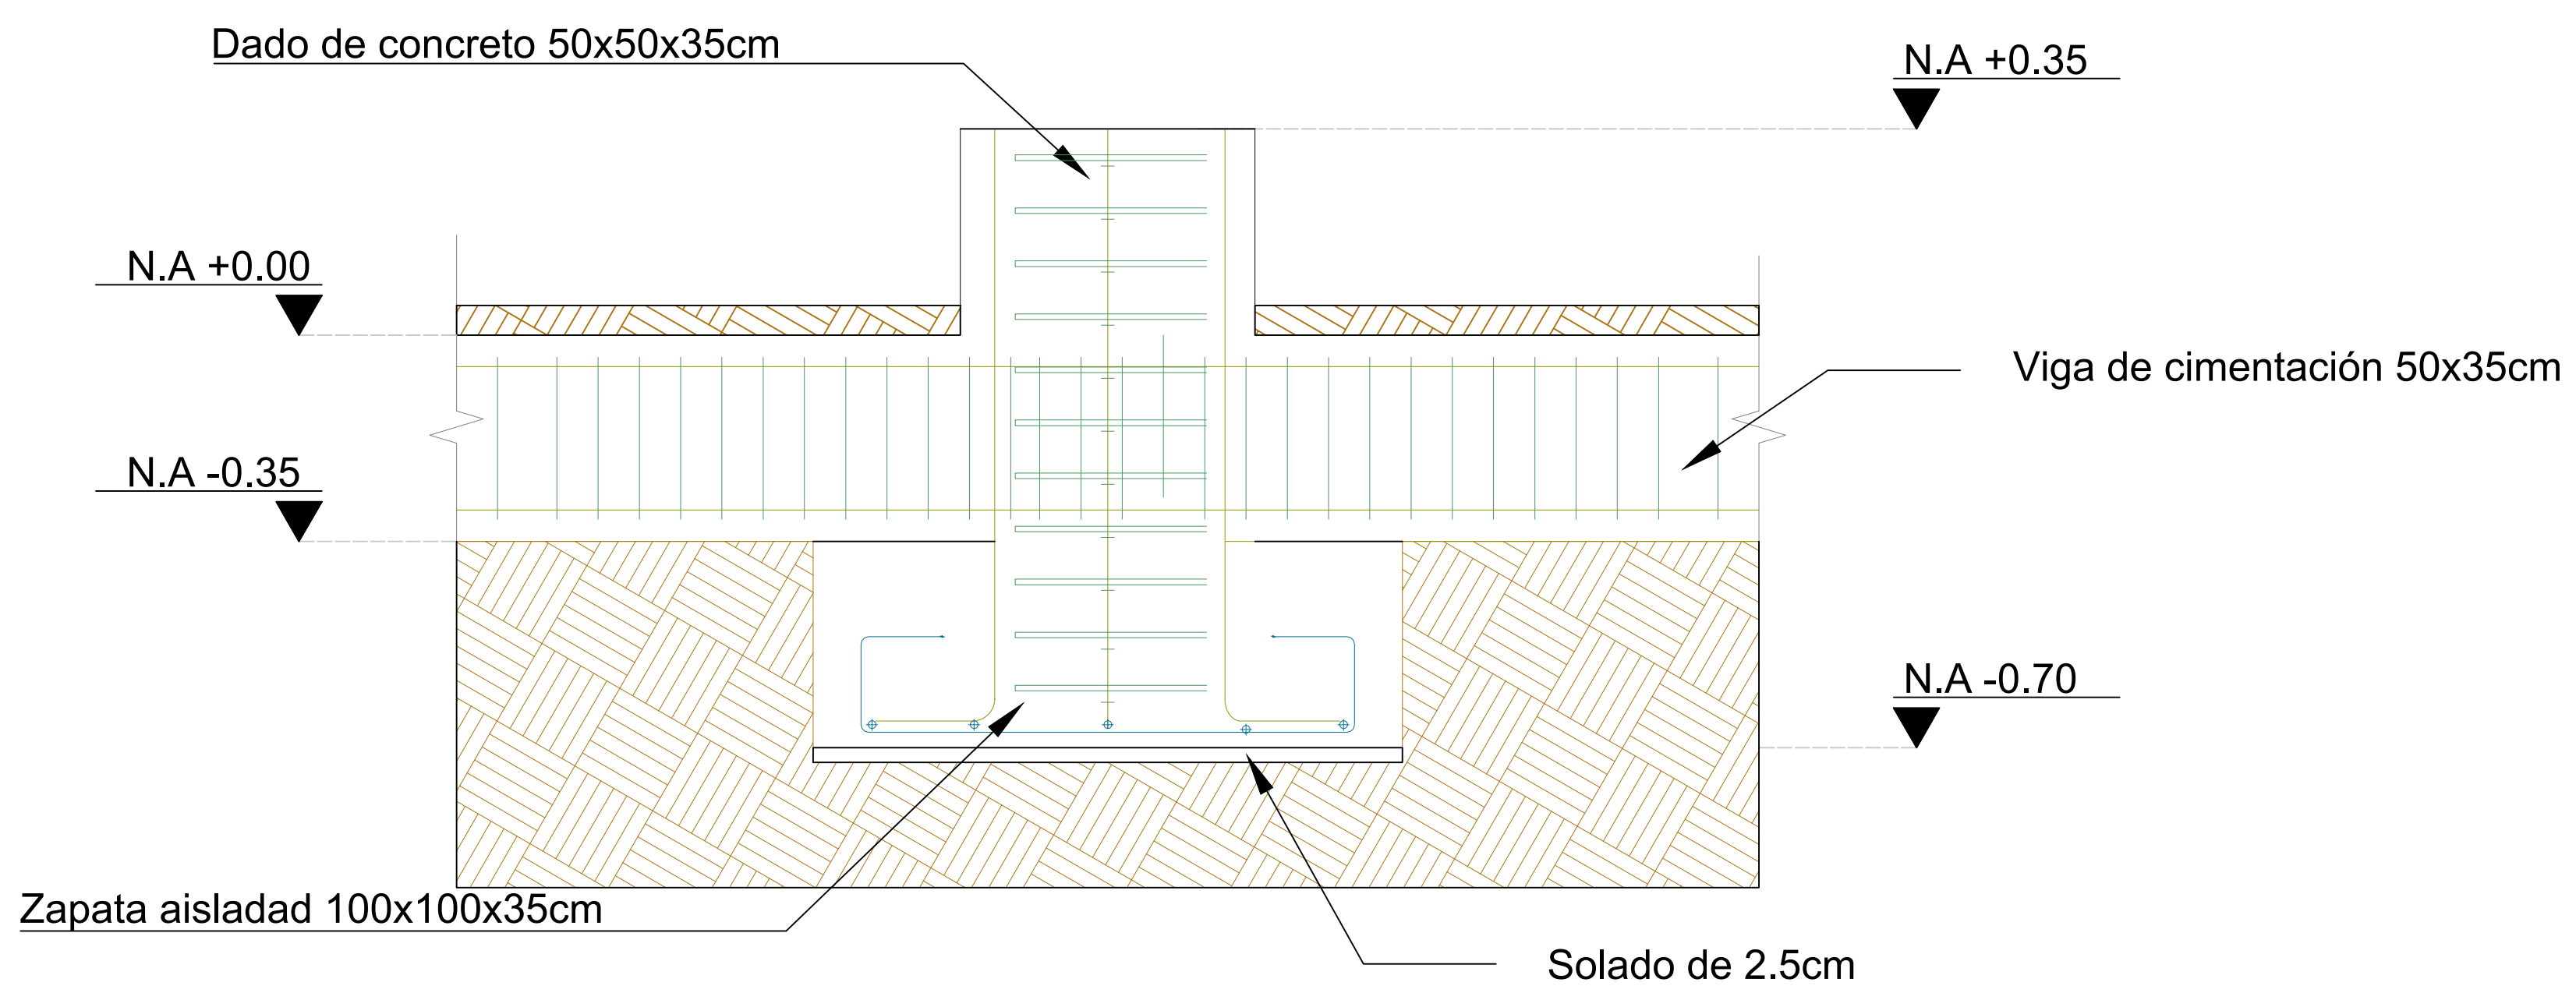 Dado de concreto 50x50x35cm
N.A +0.35
N.A +0.00
Viga de cimentación 50x35cm
N.A -0.35
N.A -0.70
Zapata aisladad 100x100x35cm
Solado de 2.5cm